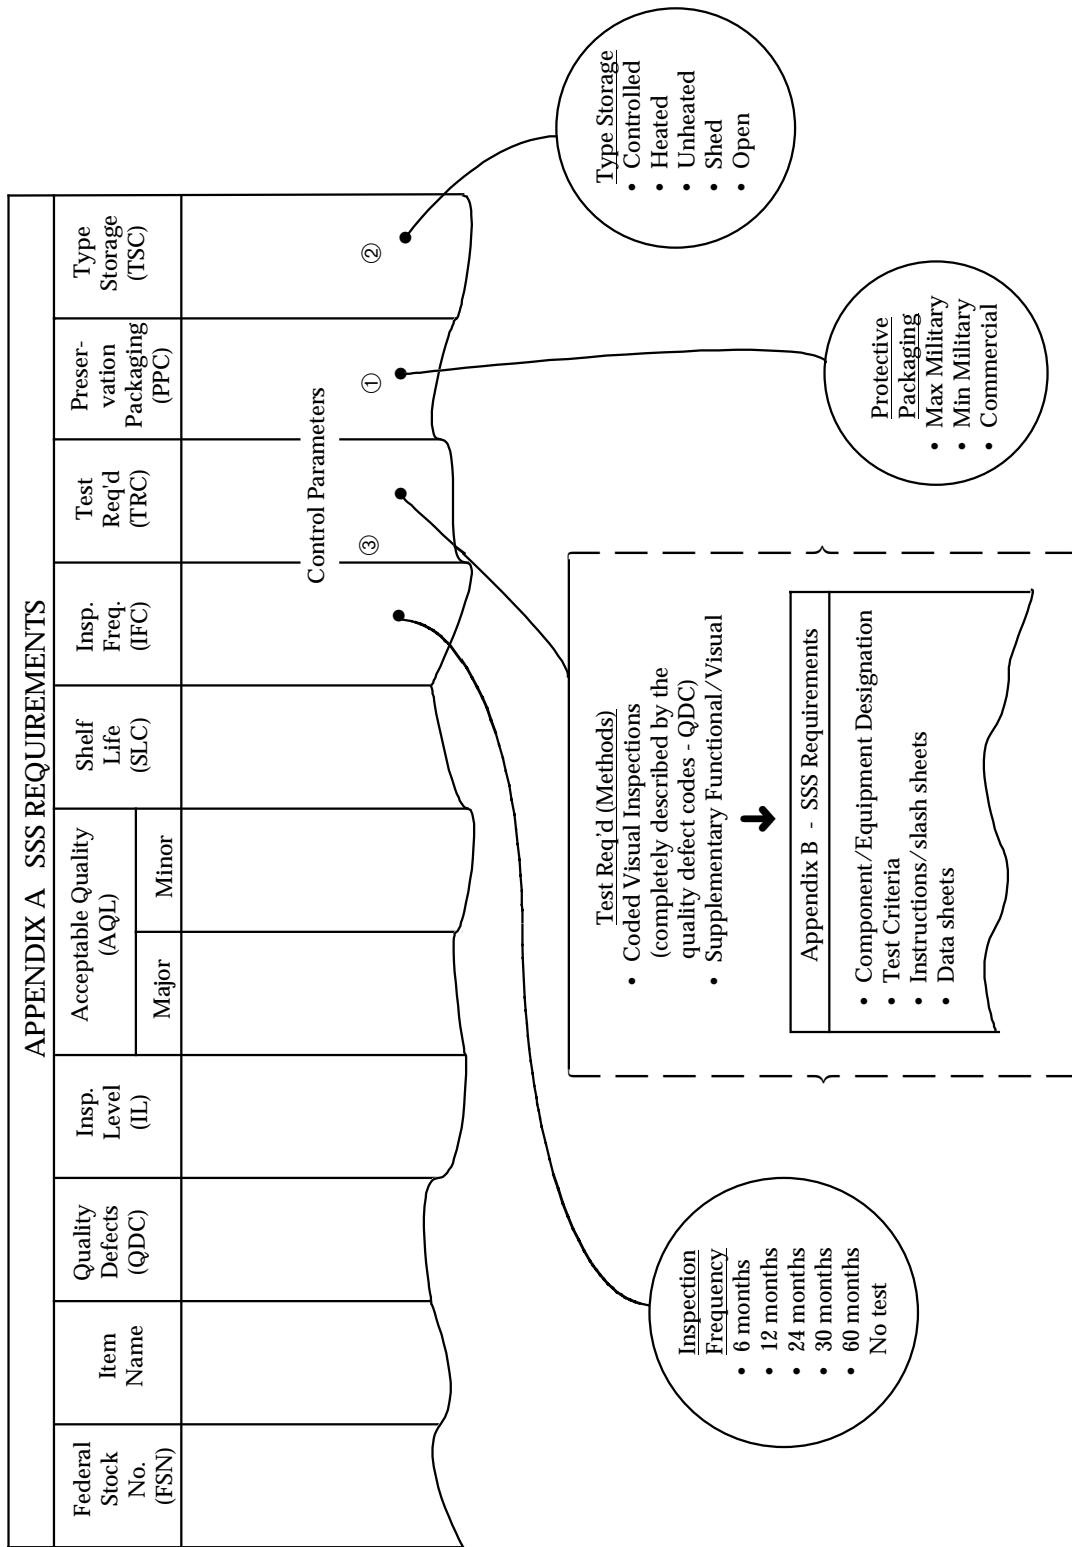 APPENDIX A SSS REQUIREMENTS
Federal
Stock
No.
(FSN)
Item
Name
Quality
Defects
(QDC)
Insp.
Level
(IL)
Acceptable Quality
(AQL)
Major
Minor
Shelf
Life
(SLC)
Insp.
Freq.
(IFC)
Test
Req'd
(TRC)
Preser-
vation
Packaging
(PPC)
Type
Storage
(TSC)
Control Parameters
③
①
②
Inspection
Frequency
• 6 months
• 12 months
• 24 months
• 30 months
• 60 months
No test
Test Req'd (Methods)
• Coded Visual Inspections
(completely described by the
quality defect codes - QDC)
• Supplementary Functional/Visual
Appendix B - SSS Requirements
• Component/Equipment Designation
• Test Criteria
• Instructions/slash sheets
• Data sheets
Protective
Packaging
• Max Military
• Min Military
• Commercial
Type Storage
• Controlled
• Heated
• Unheated
• Shed
• Open